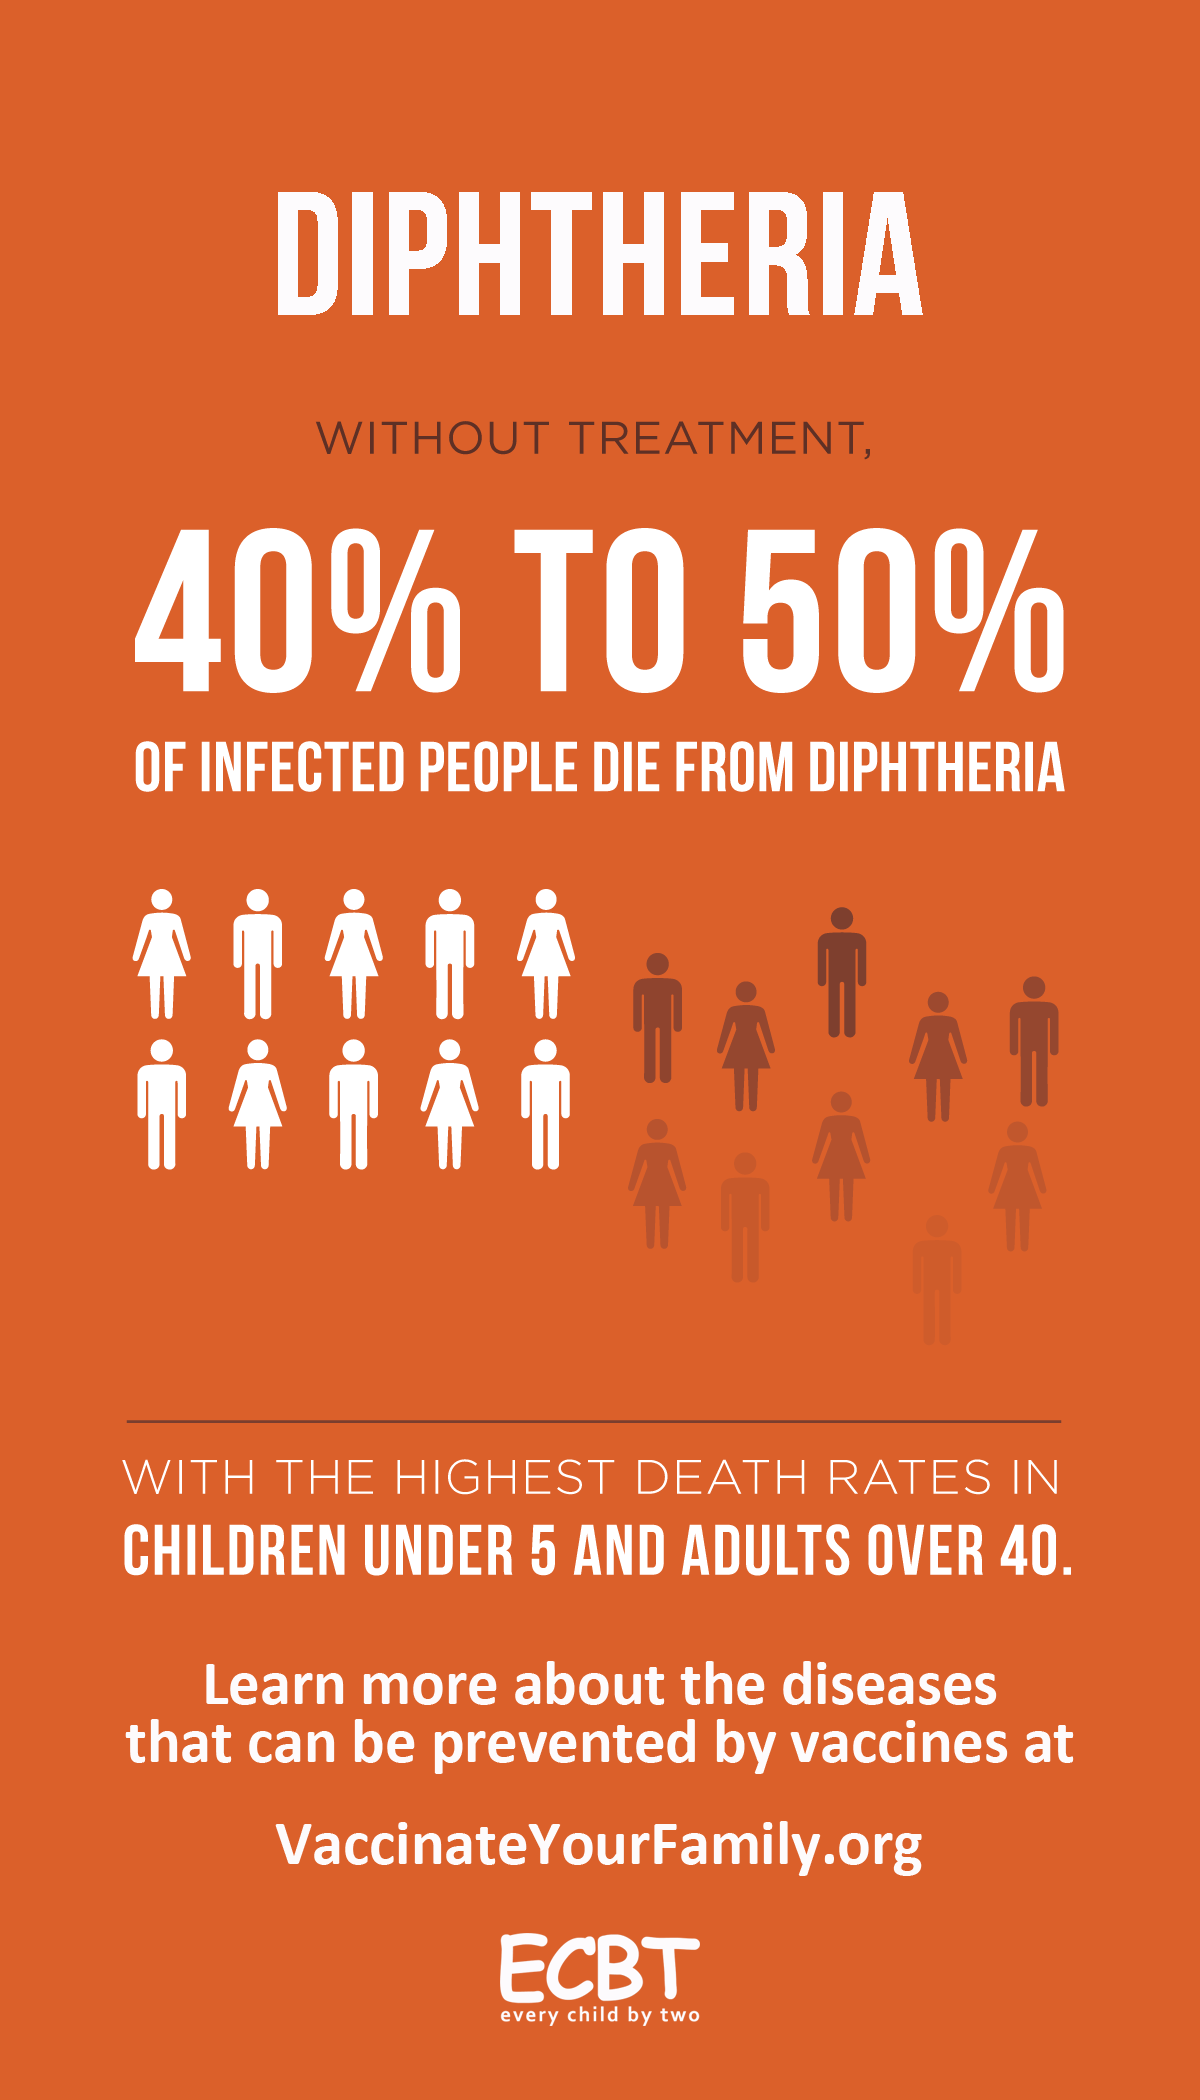 DIPHTHERIA
WITHOUT TREATMENT,
40% TO 50%
OF INFECTED PEOPLE DIE FROM DIPHTHERIA
WITH THE HIGHEST DEATH RATES IN
CHILDREN UNDER 5 AND ADULTS OVER 40.
Learn more about the diseases
that can be prevented by vaccines at
VaccinateYourFamily.org
ECBT
every child by two